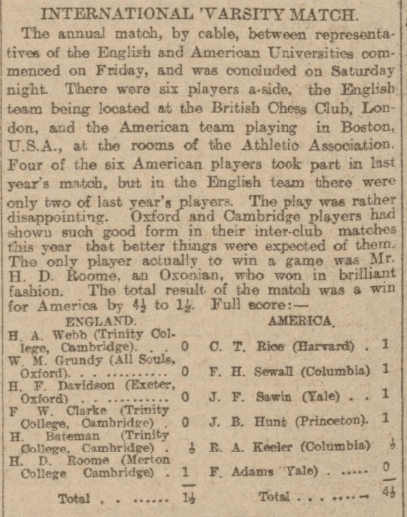 INTERNATIONAL 'VARSITY MATCH.
The annual match, by cable, between representa-
tives of the English and American Universities com-
menced on Friday, and was concluded on Saturday
night. There were six players a-side, the English
team being located at the British Chess Club, Lon-
don, and the American team playing in Boston,
U.S.A., at the rooms of the Athletic Association.
Four of the six American players took part in last
year's match, but in the English team there were
only two of last year's players. The play was rather
disappointing. Oxford and Cambridge players had
shown such good form in their inter-club matches
this year that better things were expected of them.
The only player actually to win a game was Mr.
H. D. Roome, an Oxonian, who won in brilliant
fashion. The total result of the match was a win
for America by 4½ to 1½. Full score:—
ENGLAND. AMERICA.
H. A. Webb (Trinity Col-
lege, Cambridge). . 0 C. T. Rice (Harvard) . 1
W. M. Grundy (All Souls,
Oxford). . . . . . . . . . . 0 F. H. Sewall (Columbia) 1
H. F. Davidson (Exeter,
Oxford) . . . . . . . . . . 0 J. F. Sawin (Yale) . . 1
F W. Clarke (Trinity
College, Cambridge) . 0 J. B. Hunt (Princeton). 1
H. Bateman (Trinity
College, Cambridge) . ½ R. A. Keeler (Columbia) ½
H. D. Roome (Merton
College Cambridge) . 1 F. Adams Yale) . ..... 0
Total . . . ....... 1½ Total . . . ....... 4½